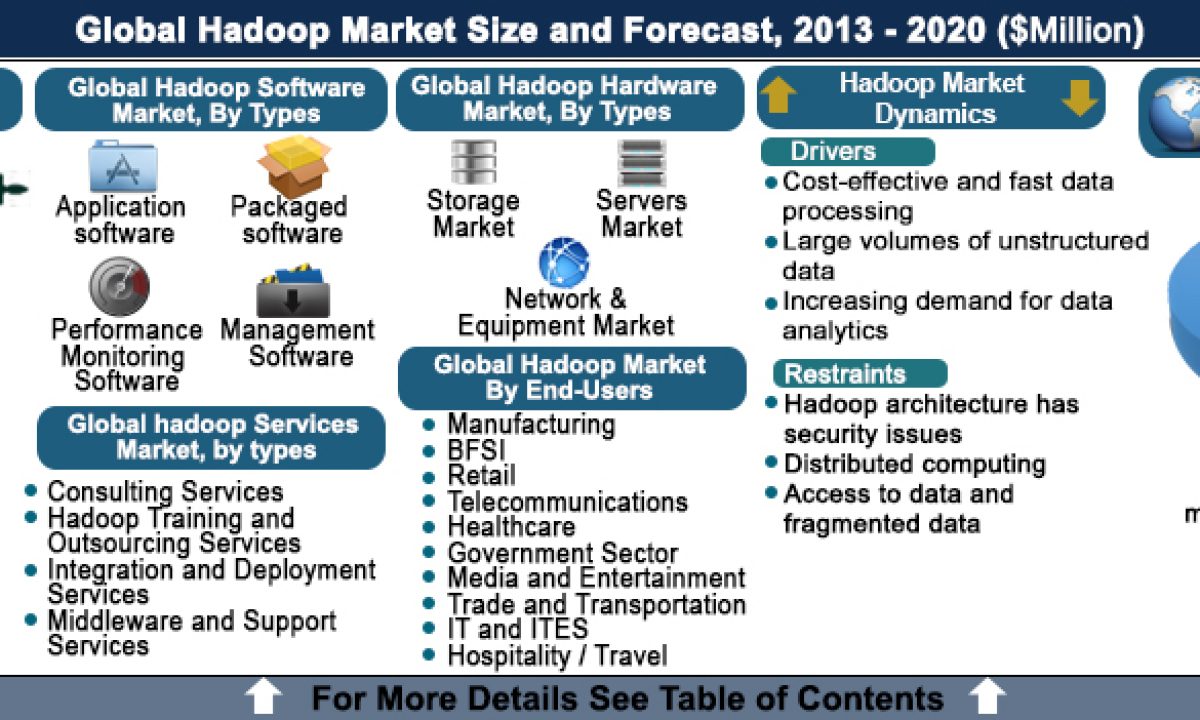 Global Hadoop Market Size and Forecast, 2013 - 2020 ($Million)
Global Hadoop Software
Market, By Types
Application
software
Packaged
software
Performance
Monitoring
Software
Management
Software
Global hadoop Services
Market, by types
Consulting Services
Hadoop Training and
Outsourcing Services
Integration and Deployment
Services
Middleware and Support
Services
Global Hadoop Hardware
Market, By Types
Storage
Market
Servers
Market
Network &
Equipment Market
Global Hadoop Market
By End-Users
Manufacturing
BFSI
Retail
Telecommunications
Healthcare
Government Sector
Media and Entertainment
Trade and Transportation
IT and ITES
Hospitality / Travel
Hadoop Market
Dynamics
Drivers
Cost-effective and fast data
processing
Large volumes of unstructured
data
Increasing demand for data
analytics
Restraints
Hadoop architecture has
security issues
Distributed computing
Access to data and
fragmented data
For More Details See Table of Contents